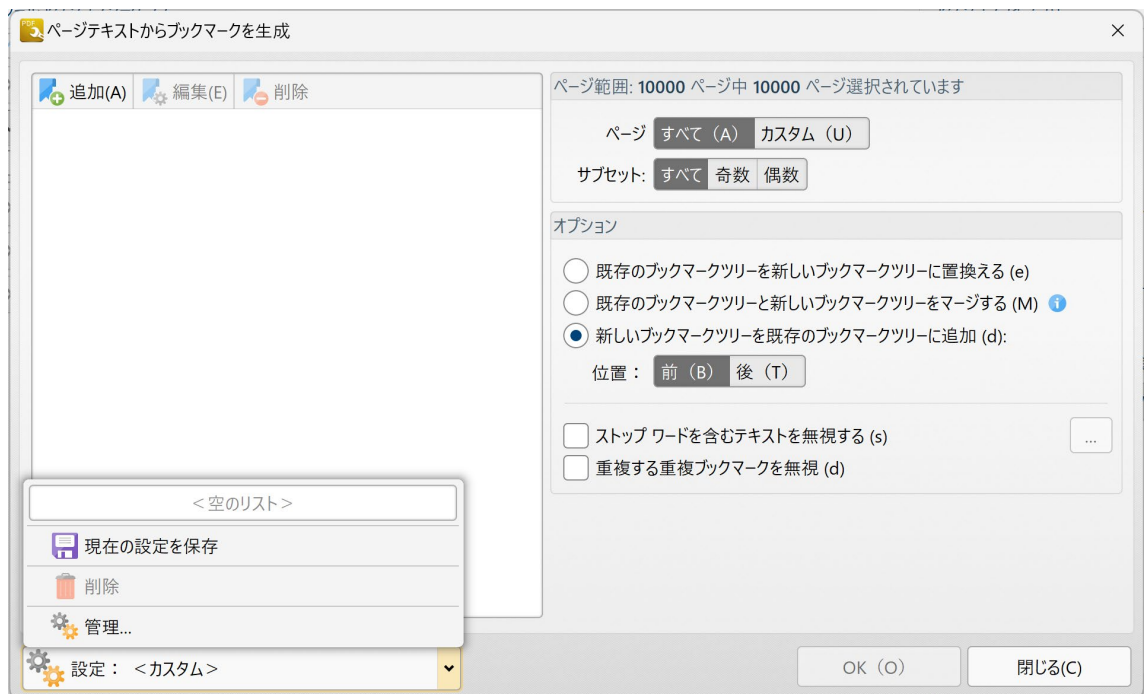 ページテキストからブックマークを生成
追加(A) 編集(E) 削除
ページ範囲: 10000 ページ中 10000 ページ選択されています
ページ すべて（A） カスタム（U）
サブセット: すべて 奇数 偶数
オプション
既存のブックマークツリーを新しいブックマークツリーに置換える (e)
既存のブックマークツリーと新しいブックマークツリーをマージする (M)
新しいブックマークツリーを既存のブックマークツリーに追加 (d):
位置： 前（B） 後（T）
ストップ ワードを含むテキストを無視する (s)
...
重複する重複ブックマークを無視 (d)
<空のリスト>
現在の設定を保存
削除
管理...
設定： <カスタム>
OK（O） 閉じる(C)